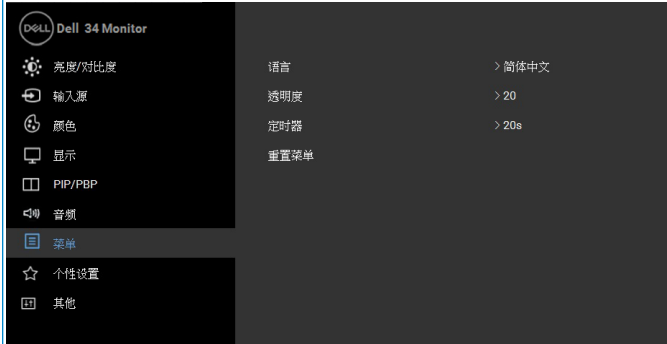 DELL Dell 34 Monitor
亮度/对比度
输入源
颜色
显示
PIP/PBP
音频
菜单
个性设置
其他
语言 > 简体中文
透明度 > 20
定时器 > 20s
重置菜单